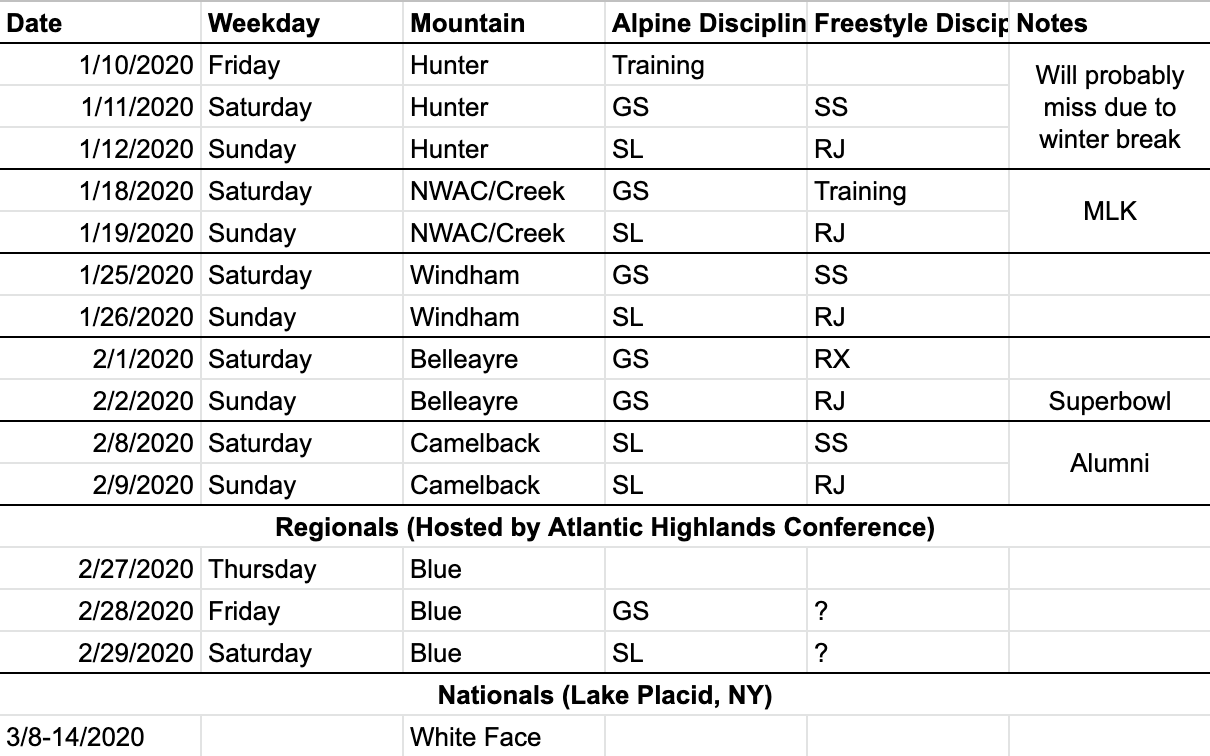 Date Weekday Mountain Alpine Disciplin Freestyle Discip Notes
1/10/2020 Friday Hunter Training
1/11/2020 Saturday Hunter GS SS
1/12/2020 Sunday Hunter SL RJ
Will probably
miss due to
winter break
1/18/2020 Saturday NWAC/Creek GS Training
1/19/2020 Sunday NWAC/Creek SL RJ
MLK
1/25/2020 Saturday Windham GS SS
1/26/2020 Sunday Windham SL RJ
2/1/2020 Saturday Belleayre GS RX
2/2/2020 Sunday Belleayre GS RJ Superbowl
2/8/2020 Saturday Camelback SL SS
2/9/2020 Sunday Camelback SL RJ
Alumni
Regionals (Hosted by Atlantic Highlands Conference)
2/27/2020 Thursday Blue
2/28/2020 Friday Blue GS ?
2/29/2020 Saturday Blue SL ?
Nationals (Lake Placid, NY)
3/8-14/2020 White Face